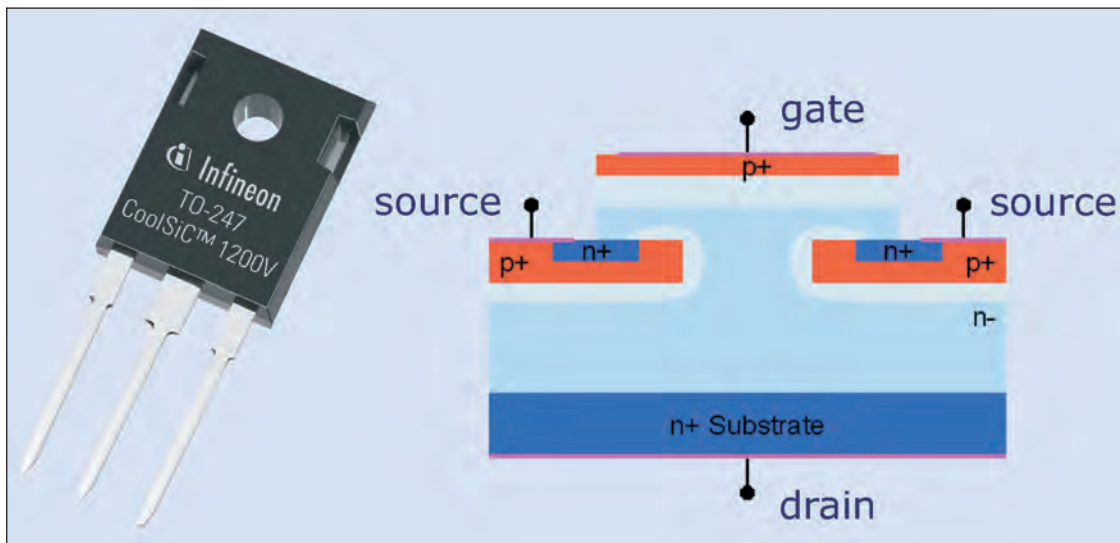 Infineon
TO-247
CoolSiC™ 1200V
gate
p+
source
source
n+
n+
p+
p+
n-
n+ Substrate
drain